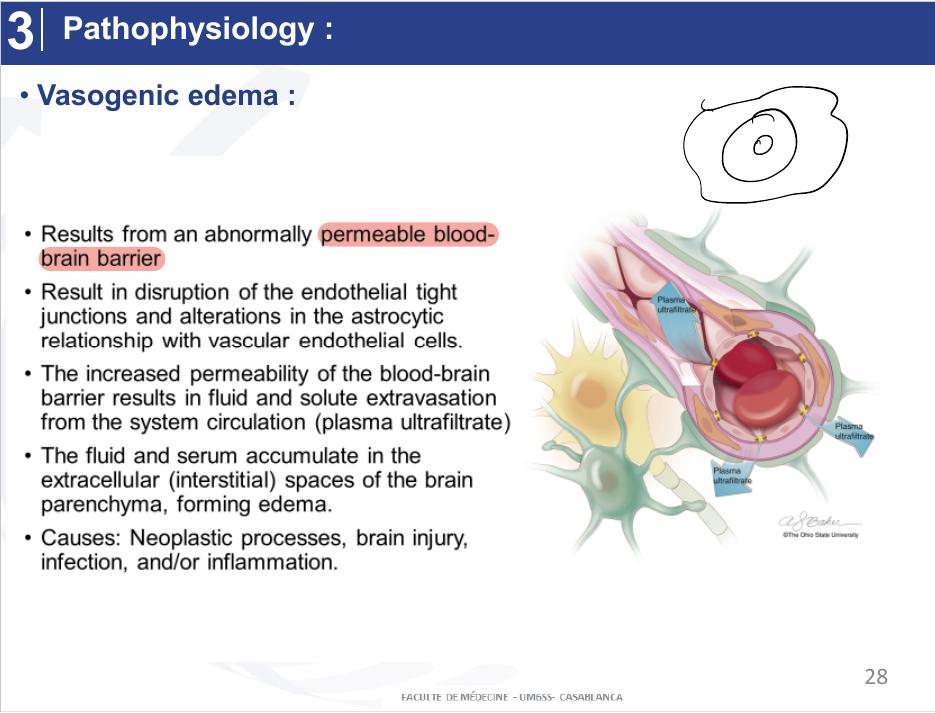 3 Pathophysiology :
• Vasogenic edema :
• Results from an abnormally permeable blood-
brain barrier
• Result in disruption of the endothelial tight
junctions and alterations in the astrocytic
relationship with vascular endothelial cells.
• The increased permeability of the blood-brain
barrier results in fluid and solute extravasation
from the system circulation (plasma ultrafiltrate)
• The fluid and serum accumulate in the
extracellular (interstitial) spaces of the brain
parenchyma, forming edema.
• Causes: Neoplastic processes, brain injury,
infection, and/or inflammation.
Plasma
ultrafiltrate
Plasma
ultrafiltrate
Plasma
ultrafiltrate
©The Ohio State University
28
FACULTE DE MÉDECINE - UM6SS- CASABLANCA